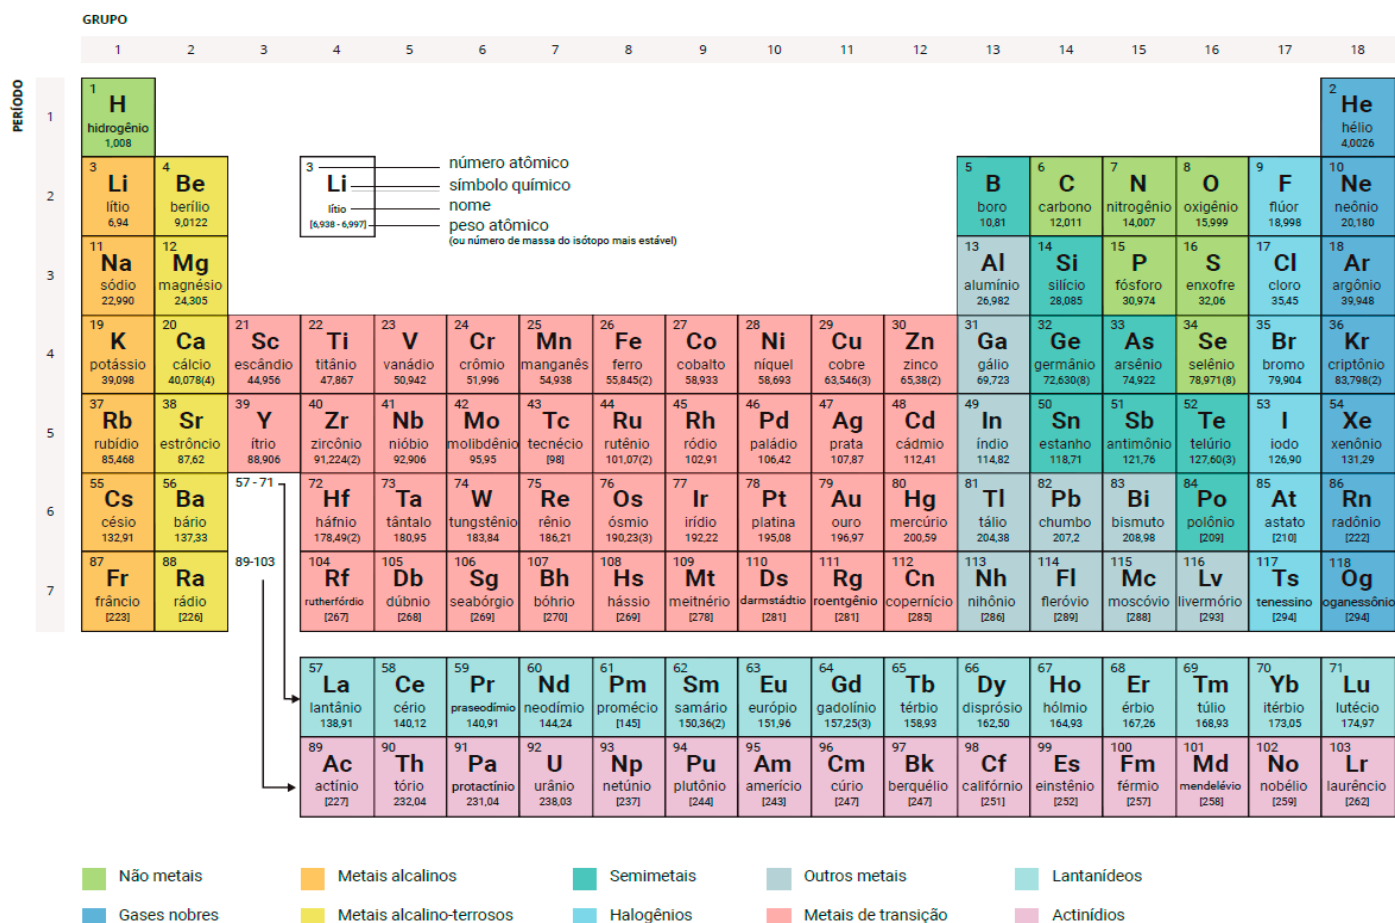 GRUPO
1 2 3 4 5 6 7 8 9 10 11 12 13 14 15 16 17 18
PERÍODO
1
1 2
H He
hidrogênio hélio
1,008 4,0026
2
3 4 5 6 7 8 9 10
Li Be B C N O F Ne
lítio berílio boro carbono nitrogênio oxigênio flúor neônio
6,94 9,0122 10,81 12,011 14,007 15,999 18,998 20,180
3 número atômico
Li símbolo químico
lítio nome
[6,938 - 6,997] peso atômico
(ou número de massa do isótopo mais estável)
3
11 12 13 14 15 16 17 18
Na Mg Al Si P S Cl Ar
sódio magnésio alumínio silício fósforo enxofre cloro argônio
22,990 24,305 26,982 28,085 30,974 32,06 35,45 39,948
4
19 20 21 22 23 24 25 26 27 28 29 30 31 32 33 34 35 36
K Ca Sc Ti V Cr Mn Fe Co Ni Cu Zn Ga Ge As Se Br Kr
potássio cálcio escândio titânio vanádio crômio manganês ferro cobalto níquel cobre zinco gálio germânio arsênio selênio bromo criptônio
39,098 40,078(4) 44,956 47,867 50,942 51,996 54,938 55,845(2) 58,933 58,693 63,546(3) 65,38(2) 69,723 72,630(8) 74,922 78,971(8) 79,904 83,798(2)
5
37 38 39 40 41 42 43 44 45 46 47 48 49 50 51 52 53 54
Rb Sr Y Zr Nb Mo Tc Ru Rh Pd Ag Cd In Sn Sb Te I Xe
rubídio estrôncio ítrio zircônio nióbio molibdênio tecnécio rutênio ródio paládio prata cádmio índio estanho antimônio telúrio iodo xenônio
85,468 87,62 88,906 91,224(2) 92,906 95,95 [98] 101,07(2) 102,91 106,42 107,87 112,41 114,82 118,71 121,76 127,60(3) 126,90 131,29
6
55 56 57 - 71 72 73 74 75 76 77 78 79 80 81 82 83 84 85 86
Cs Ba Hf Ta W Re Os Ir Pt Au Hg Tl Pb Bi Po At Rn
césio bário háfnio tântalo tungstênio rênio ósmio irídio platina ouro mercúrio tálio chumbo bismuto polônio astato radônio
132,91 137,33 178,49(2) 180,95 183,84 186,21 190,23(3) 192,22 195,08 196,97 200,59 204,38 207,2 208,98 [209] [210] [222]
7
87 88 89-103 104 105 106 107 108 109 110 111 112 113 114 115 116 117 118
Fr Ra Rf Db Sg Bh Hs Mt Ds Rg Cn Nh Fl Mc Lv Ts Og
frâncio rádio rutherfórdio dúbnio seabórgio bóhrio hássio meitnério darmstádtio roentgênio copernício nihônio fleróvio moscóvio livermório tenessino oganessônio
[223] [226] [267] [268] [269] [270] [269] [278] [281] [281] [285] [286] [289] [288] [293] [294] [294]
57 58 59 60 61 62 63 64 65 66 67 68 69 70 71
La Ce Pr Nd Pm Sm Eu Gd Tb Dy Ho Er Tm Yb Lu
lantânio cério praseodímio neodímio promécio samário európio gadolínio térbio disprósio hólmio érbio túlio itérbio lutécio
138,91 140,12 140,91 144,24 [145] 150,36(2) 151,96 157,25(3) 158,93 162,50 164,93 167,26 168,93 173,05 174,97
89 90 91 92 93 94 95 96 97 98 99 100 101 102 103
Ac Th Pa U Np Pu Am Cm Bk Cf Es Fm Md No Lr
actínio tório protactínio urânio netúnio plutônio amerício cúrio berquélio califórnio einstênio férmio mendelévio nobélio laurêncio
[227] 232,04 231,04 238,03 [237] [244] [243] [247] [247] [251] [252] [257] [258] [259] [262]
Não metais Metais alcalinos Semimetais Outros metais Lantanídeos
Gases nobres Metais alcalino-terrosos Halogênios Metais de transição Actinídios